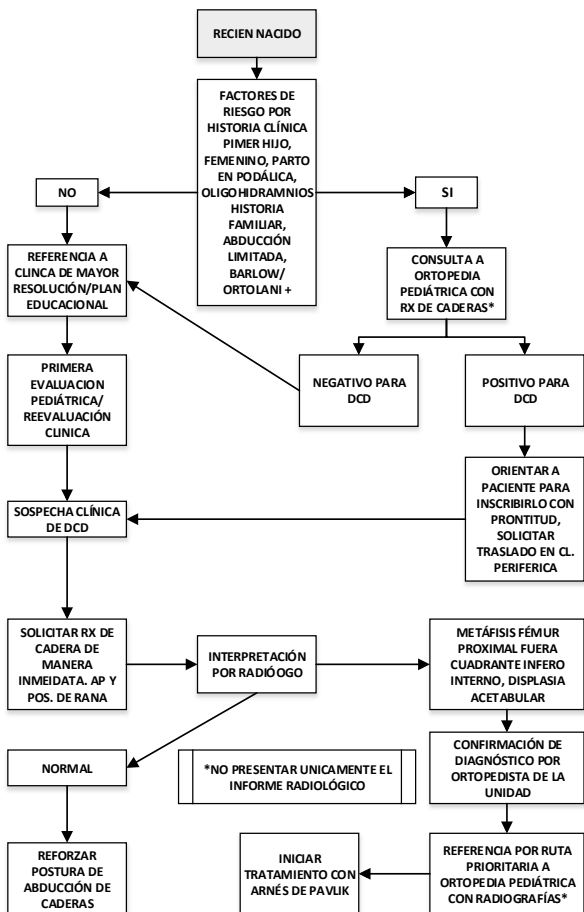 RECIEN NACIDO
FACTORES DE
RIESGO POR
HISTORIA CLÍNICA
PIMER HIJO,
FEMENINO, PARTO
EN PODÁLICA,
OLIGOHIDRAMNIOS
HISTORIA
FAMILIAR,
ABDUCCIÓN
LIMITADA,
BARLOW/
ORTOLANI +
NO
SI
REFERENCIA A
CLINCA DE MAYOR
RESOLUCIÓN/PLAN
EDUCACIONAL
CONSULTA A
ORTOPEDIA
PEDIÁTRICA CON
RX DE CADERAS*
PRIMERA
EVALUACION
PEDIÁTRICA/
REEVALUACIÓN
CLINICA
NEGATIVO PARA
DCD
POSITIVO PARA
DCD
SOSPECHA CLÍNICA
DE DCD
ORIENTAR A
PACIENTE PARA
INSCRIBIRLO CON
PRONTITUD,
SOLICITAR
TRASLADO EN CL.
PERIFERICA
SOLICITAR RX DE
CADERA DE
MANERA
INMEIDATA. AP Y
POS. DE RANA
INTERPRETACIÓN
POR RADIÓOGO
METÁFISIS FÉMUR
PROXIMAL FUERA
CUADRANTE INFERO
INTERNO, DISPLASIA
ACETABULAR
NORMAL
*NO PRESENTAR UNICAMENTE EL
INFORME RADIOLÓGICO
CONFIRMACIÓN DE
DIAGNÓSTICO POR
ORTOPEDISTA DE LA
UNIDAD
REFORZAR
POSTURA DE
ABDUCCIÓN DE
CADERAS
INICIAR
TRATAMIENTO CON
ARNÉS DE PAVLIK
REFERENCIA POR RUTA
PRIORITARIA A
ORTOPEDIA PEDIÁTRICA
CON RADIOGRAFÍAS*